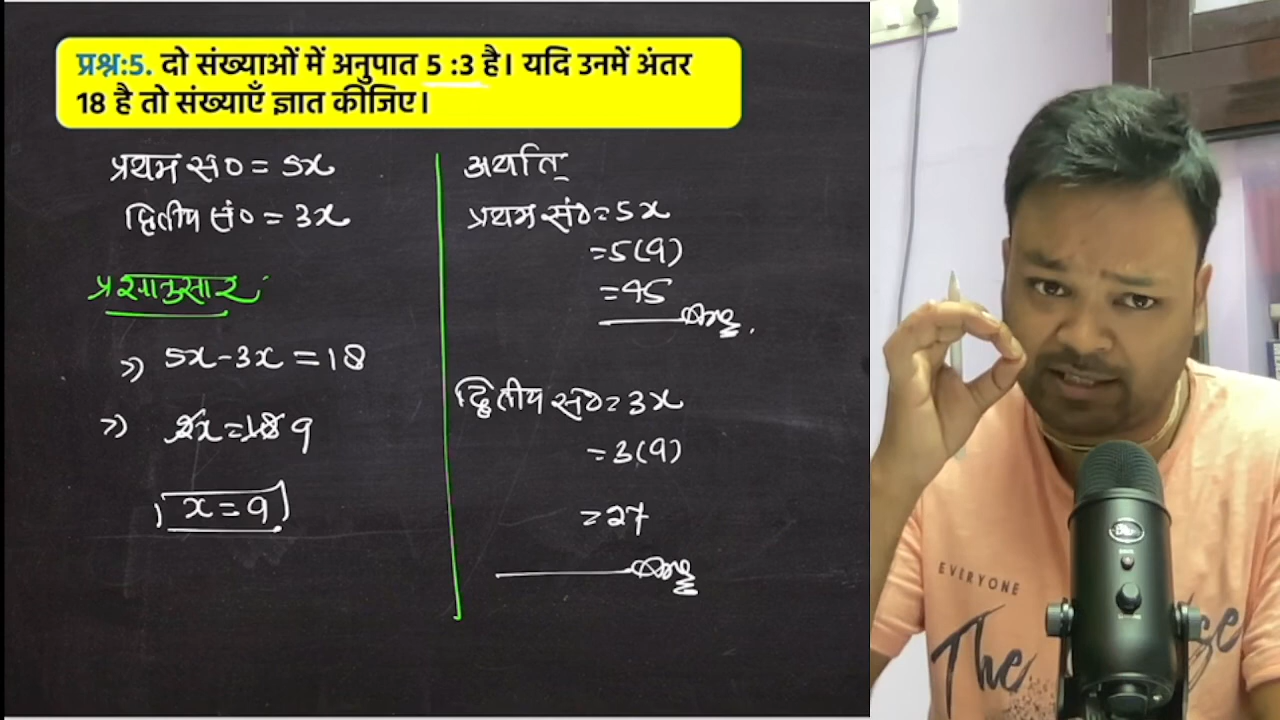 प्रश्न:5. दो संख्याओं में अनुपात 5 :3 है। यदि उनमें अंतर
18 है तो संख्याएँ ज्ञात कीजिए।
प्रथम सं० = 5x
द्वितीय सं० = 3x
प्रश्नानुसार
=> 5x-3x = 18
=> 2x = 18 9
x = 9
अर्थात्
प्रथम सं० = 5x
= 5(9)
= 45
Ans
द्वितीय सं० = 3x
= 3(9)
= 27
Ans
EVERYONE
The